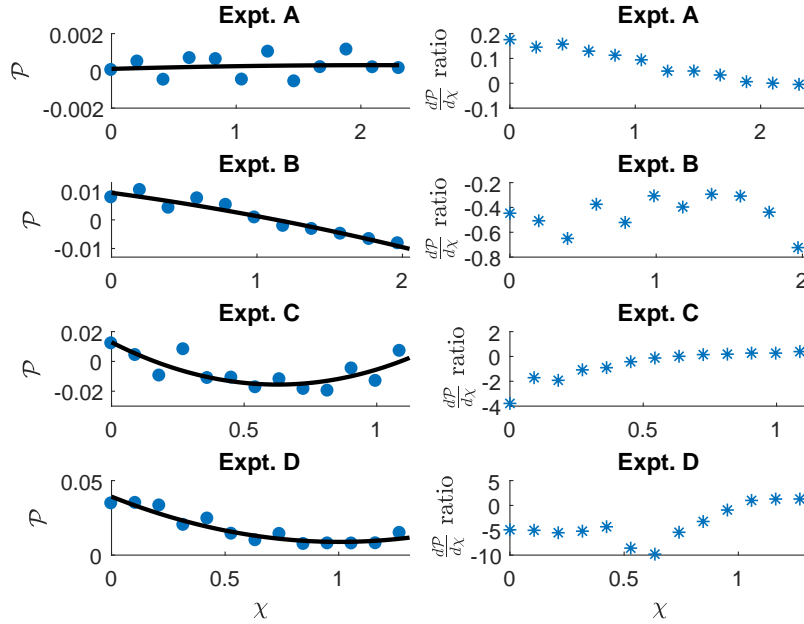 Expt. A
0.002
0
-0.002
𝒫
0 1 2
Expt. A
0.2
0.1
0
-0.1
d𝒫/dχ ratio
0 1 2
Expt. B
0.01
0
-0.01
𝒫
0 1 2
Expt. B
-0.2
-0.4
-0.6
-0.8
d𝒫/dχ ratio
0 1 2
Expt. C
0.02
0
-0.02
𝒫
0 0.5 1
Expt. C
2
0
-2
-4
d𝒫/dχ ratio
0 0.5 1
Expt. D
0.05
0
𝒫
0 0.5 1
χ
Expt. D
5
0
-5
-10
d𝒫/dχ ratio
0 0.5 1
χ